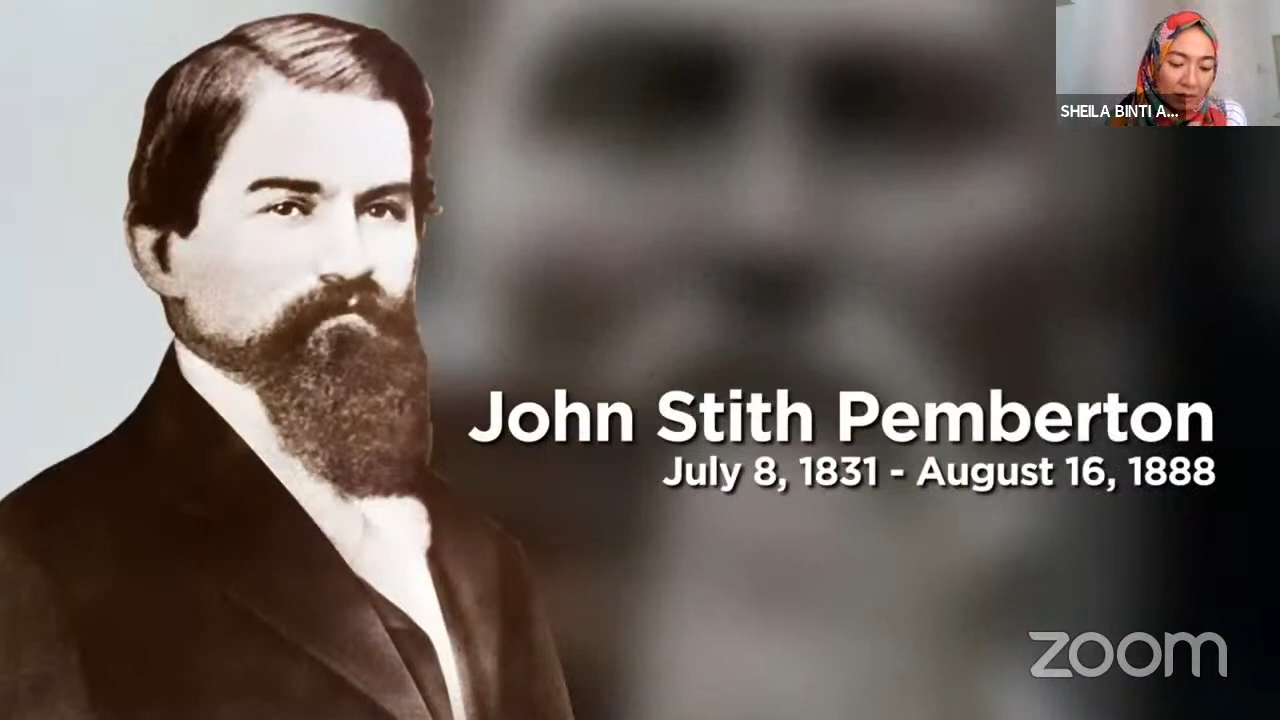 SHEILA BINTI A...
John Stith Pemberton
July 8, 1831 - August 16, 1888
zoom